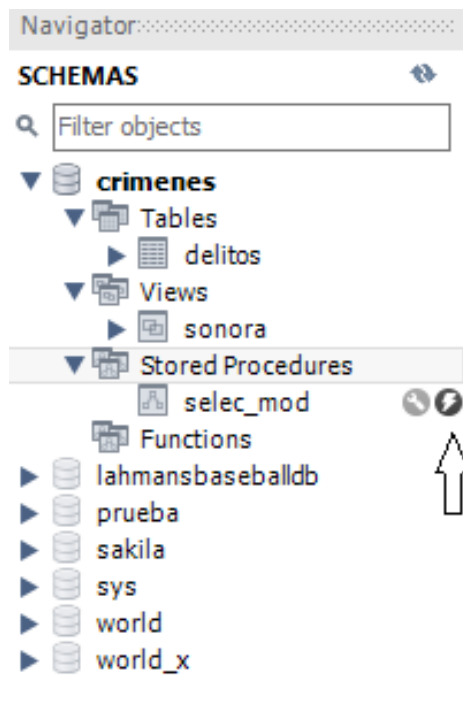 Navigator
SCHEMAS
Filter objects
crimenes
Tables
delitos
Views
sonora
Stored Procedures
selec_mod
Functions
lahmansbaseballdb
prueba
sakila
sys
world
world_x